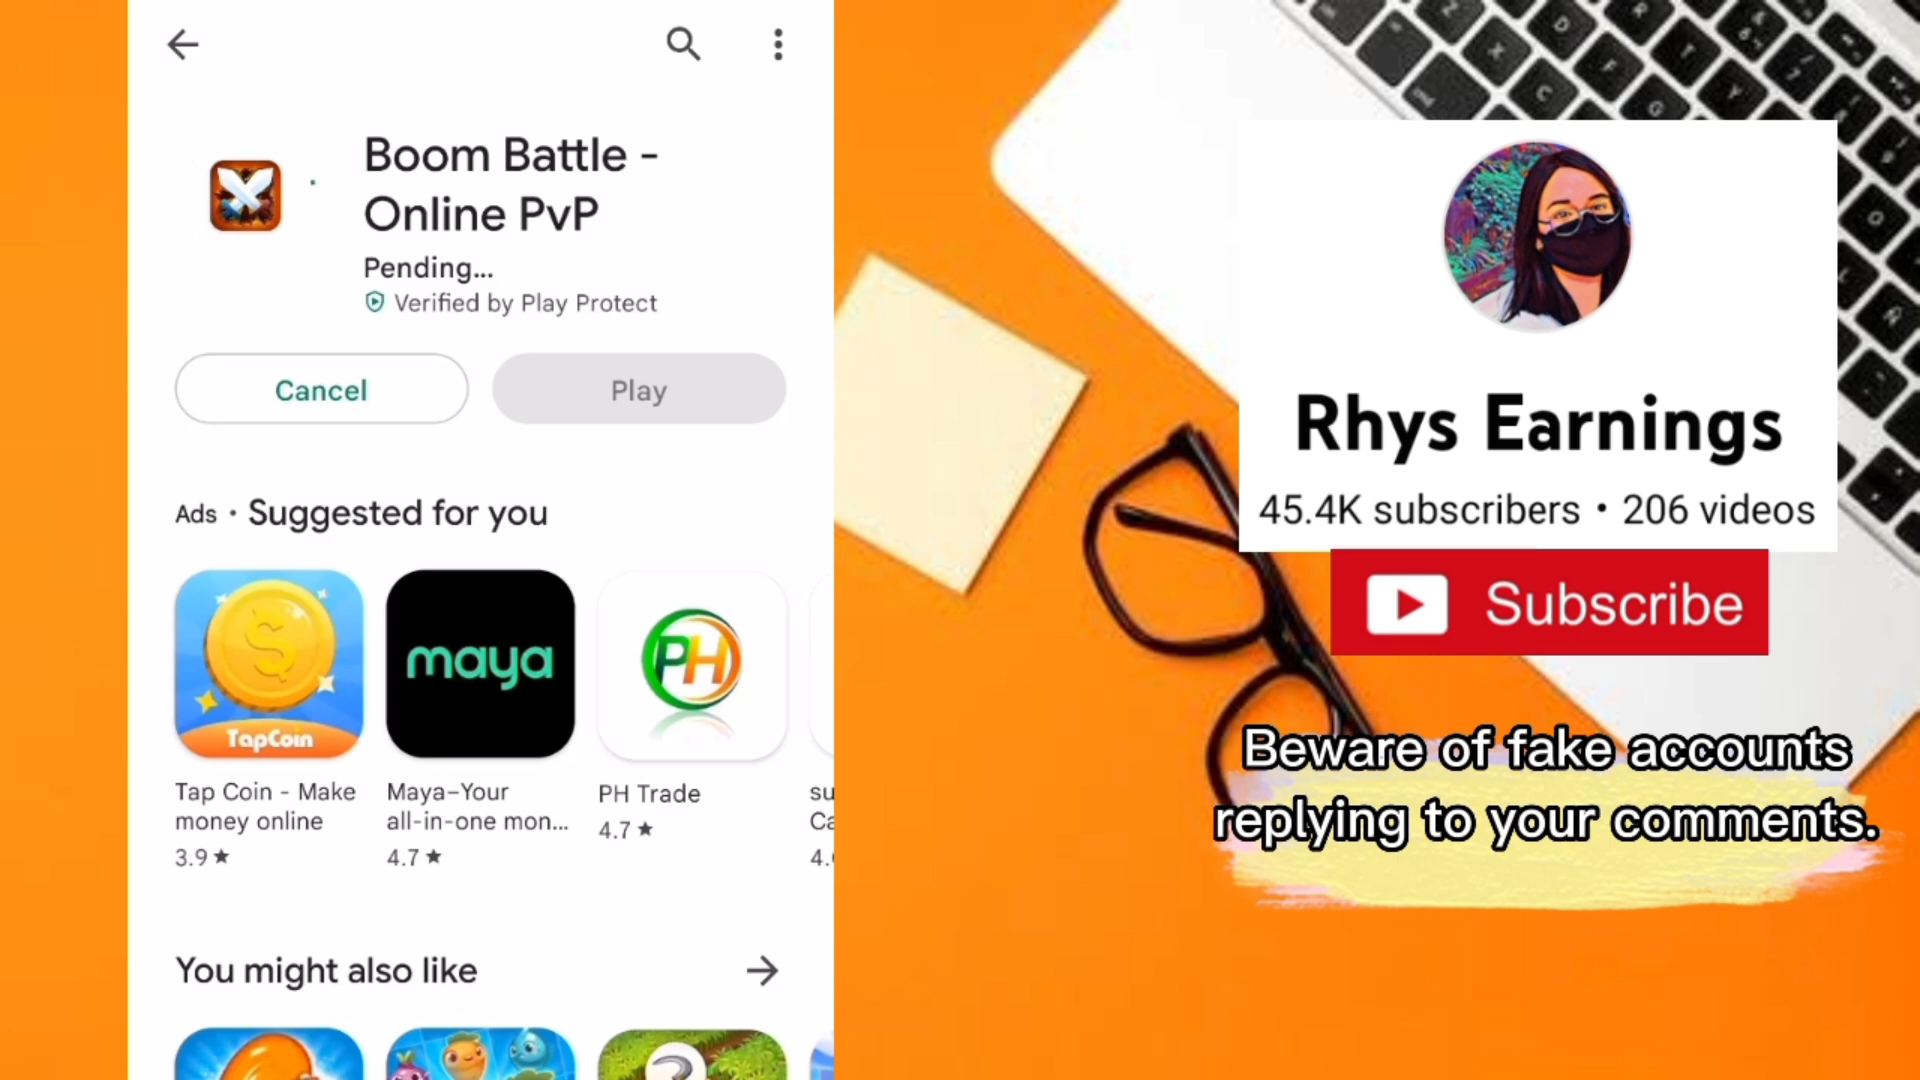 Boom Battle -
Online PvP
Pending...
Verified by Play Protect
Cancel
Play
Ads • Suggested for you
TapCoin
maya
PH
Tap Coin - Make
money online
3.9 ★
Maya–Your
all-in-one mon...
4.7 ★
PH Trade
4.7 ★
su
Ca
4.
You might also like
Rhys Earnings
45.4K subscribers • 206 videos
Subscribe
Beware of fake accounts
replying to your comments.